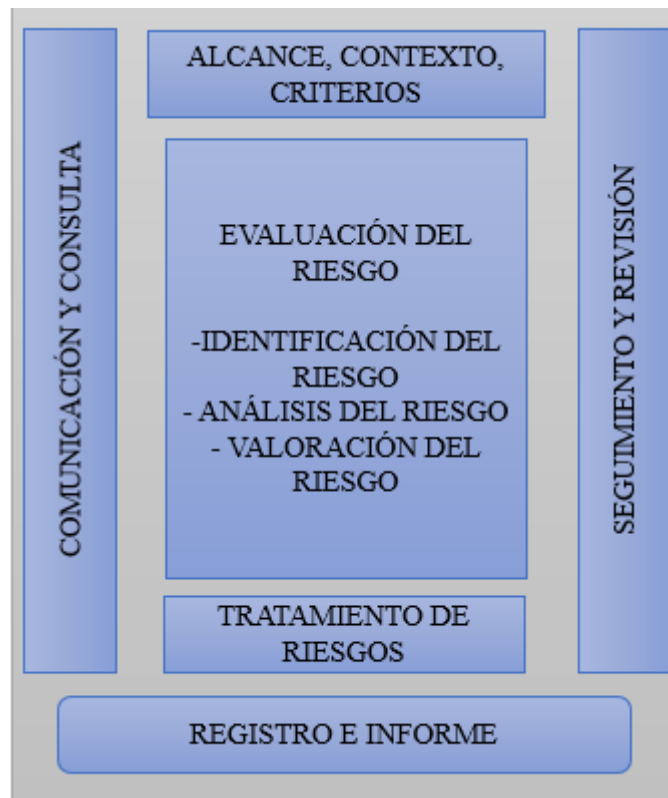 COMUNICACIÓN Y CONSULTA
ALCANCE, CONTEXTO,
CRITERIOS
EVALUACIÓN DEL
RIESGO
-IDENTIFICACIÓN DEL
RIESGO
- ANÁLISIS DEL RIESGO
- VALORACIÓN DEL
RIESGO
TRATAMIENTO DE
RIESGOS
SEGUIMIENTO Y REVISIÓN
REGISTRO E INFORME